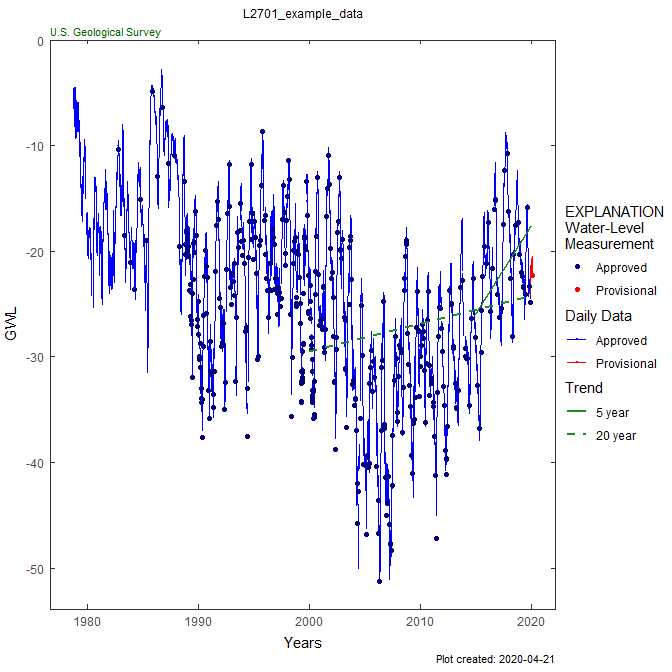 L2701_example_data
U.S. Geological Survey
0
-10
-20
-30
-40
-50
GWL
1980
1990
2000
2010
2020
Years
EXPLANATION
Water-Level
Measurement
Approved
Provisional
Daily Data
Approved
Provisional
Trend
5 year
20 year
Plot created: 2020-04-21